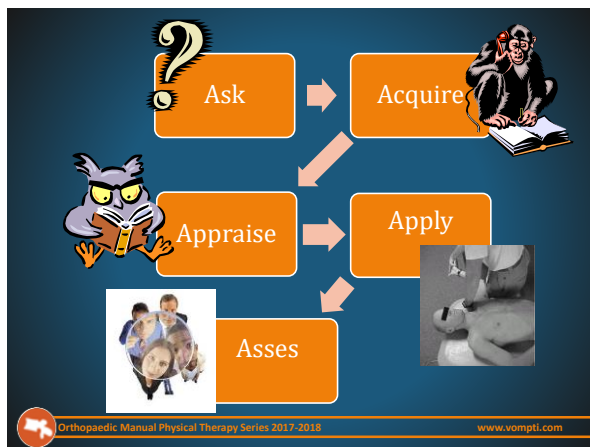 Ask
Acquire
Appraise
Apply
Asses
Orthopaedic Manual Physical Therapy Series 2017-2018
www.vompti.com